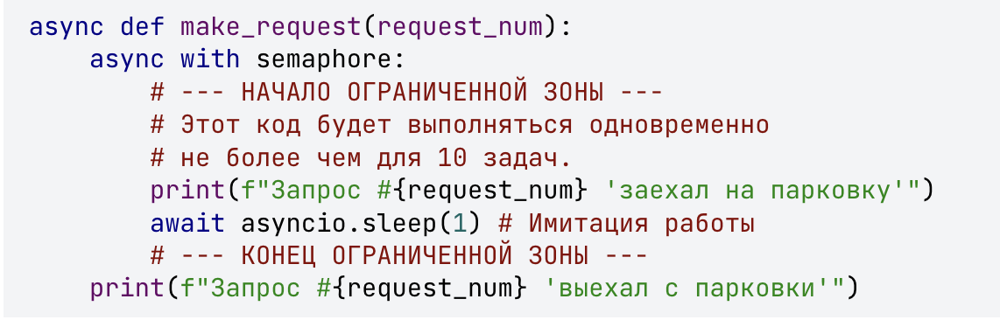 async def make_request(request_num):
    async with semaphore:
        # --- НАЧАЛО ОГРАНИЧЕННОЙ ЗОНЫ ---
        # Этот код будет выполняться одновременно
        # не более чем для 10 задач.
        print(f"Запрос #{request_num} 'заехал на парковку'")
        await asyncio.sleep(1) # Имитация работы
        # --- КОНЕЦ ОГРАНИЧЕННОЙ ЗОНЫ ---
    print(f"Запрос #{request_num} 'выехал с парковки'")